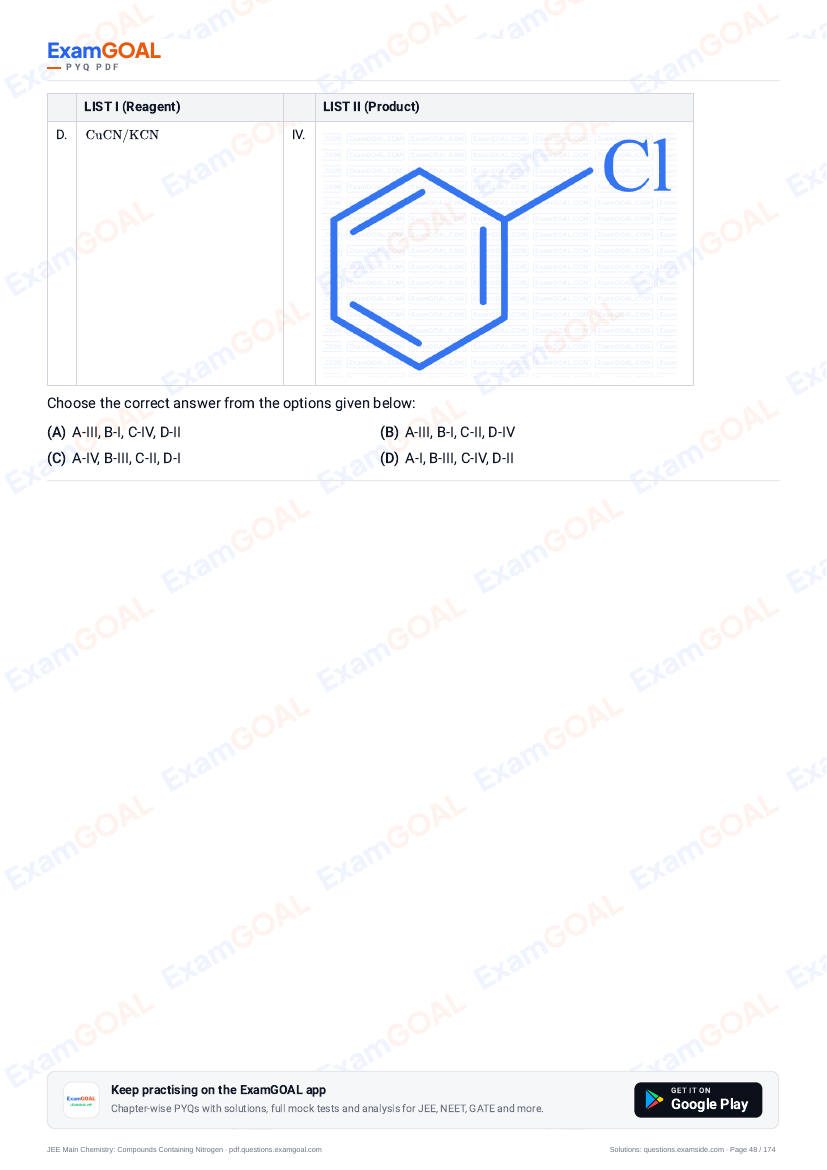 ExamGOAL
PYQ PDF
LIST I (Reagent) LIST II (Product)
D. CuCN/KCN IV. Cl
Choose the correct answer from the options given below:
(A) A-III, B-I, C-IV, D-II (B) A-III, B-I, C-II, D-IV
(C) A-IV, B-III, C-II, D-I (D) A-I, B-III, C-IV, D-II
Keep practising on the ExamGOAL app
Chapter-wise PYQs with solutions, full mock tests and analysis for JEE, NEET, GATE and more.
GET IT ON
Google Play
JEE Main Chemistry: Compounds Containing Nitrogen · pdf.questions.examgoal.com Solutions: questions.examside.com · Page 48 / 174